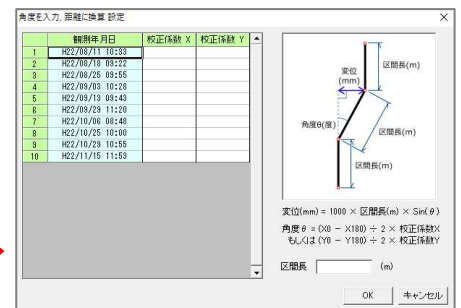 角度を入力, 距離に換算 設定
観測年月日 校正係数 X 校正係数 Y
1 H22/08/11 10:33
2 H22/08/18 09:22
3 H22/08/25 09:55
4 H22/09/03 10:28
5 H22/09/13 09:43
6 H22/09/29 11:20
7 H22/10/06 08:48
8 H22/10/25 10:00
9 H22/10/29 10:55
10 H22/11/15 11:53
区間長(m)
変位
(mm)
角度θ(度)
区間長(m)
区間長(m)
変位(mm) = 1000 × 区間長(m) × Sin(θ)
角度 θ = (X0 − X180) ÷ 2 × 校正係数X
もしくは (Y0 − Y180) ÷ 2 × 校正係数Y
区間長 (m)
OK キャンセル